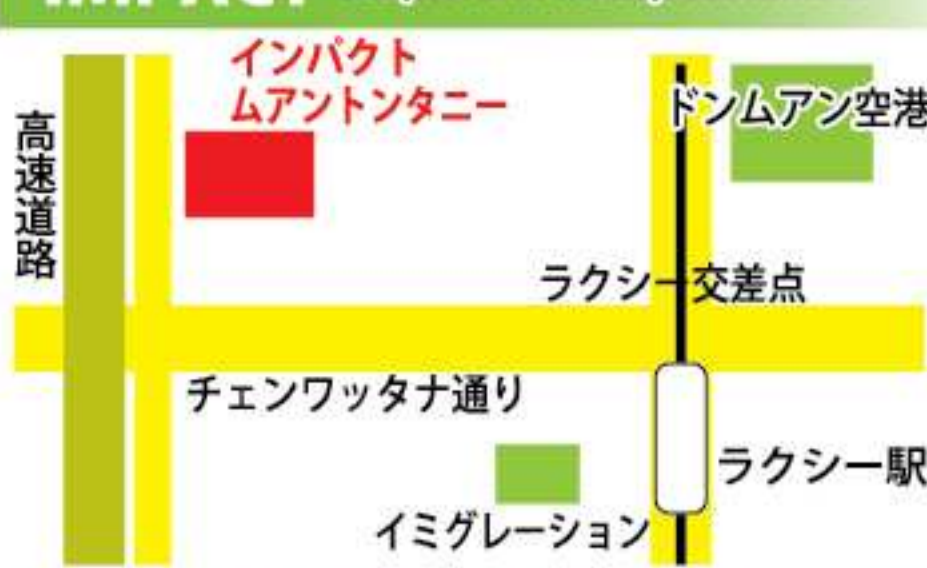 インパクト
ムアントンタニー
ドンムアン空港
高速道路
ラクシー交差点
チェンワッタナ通り
ラクシー駅
イミグレーション